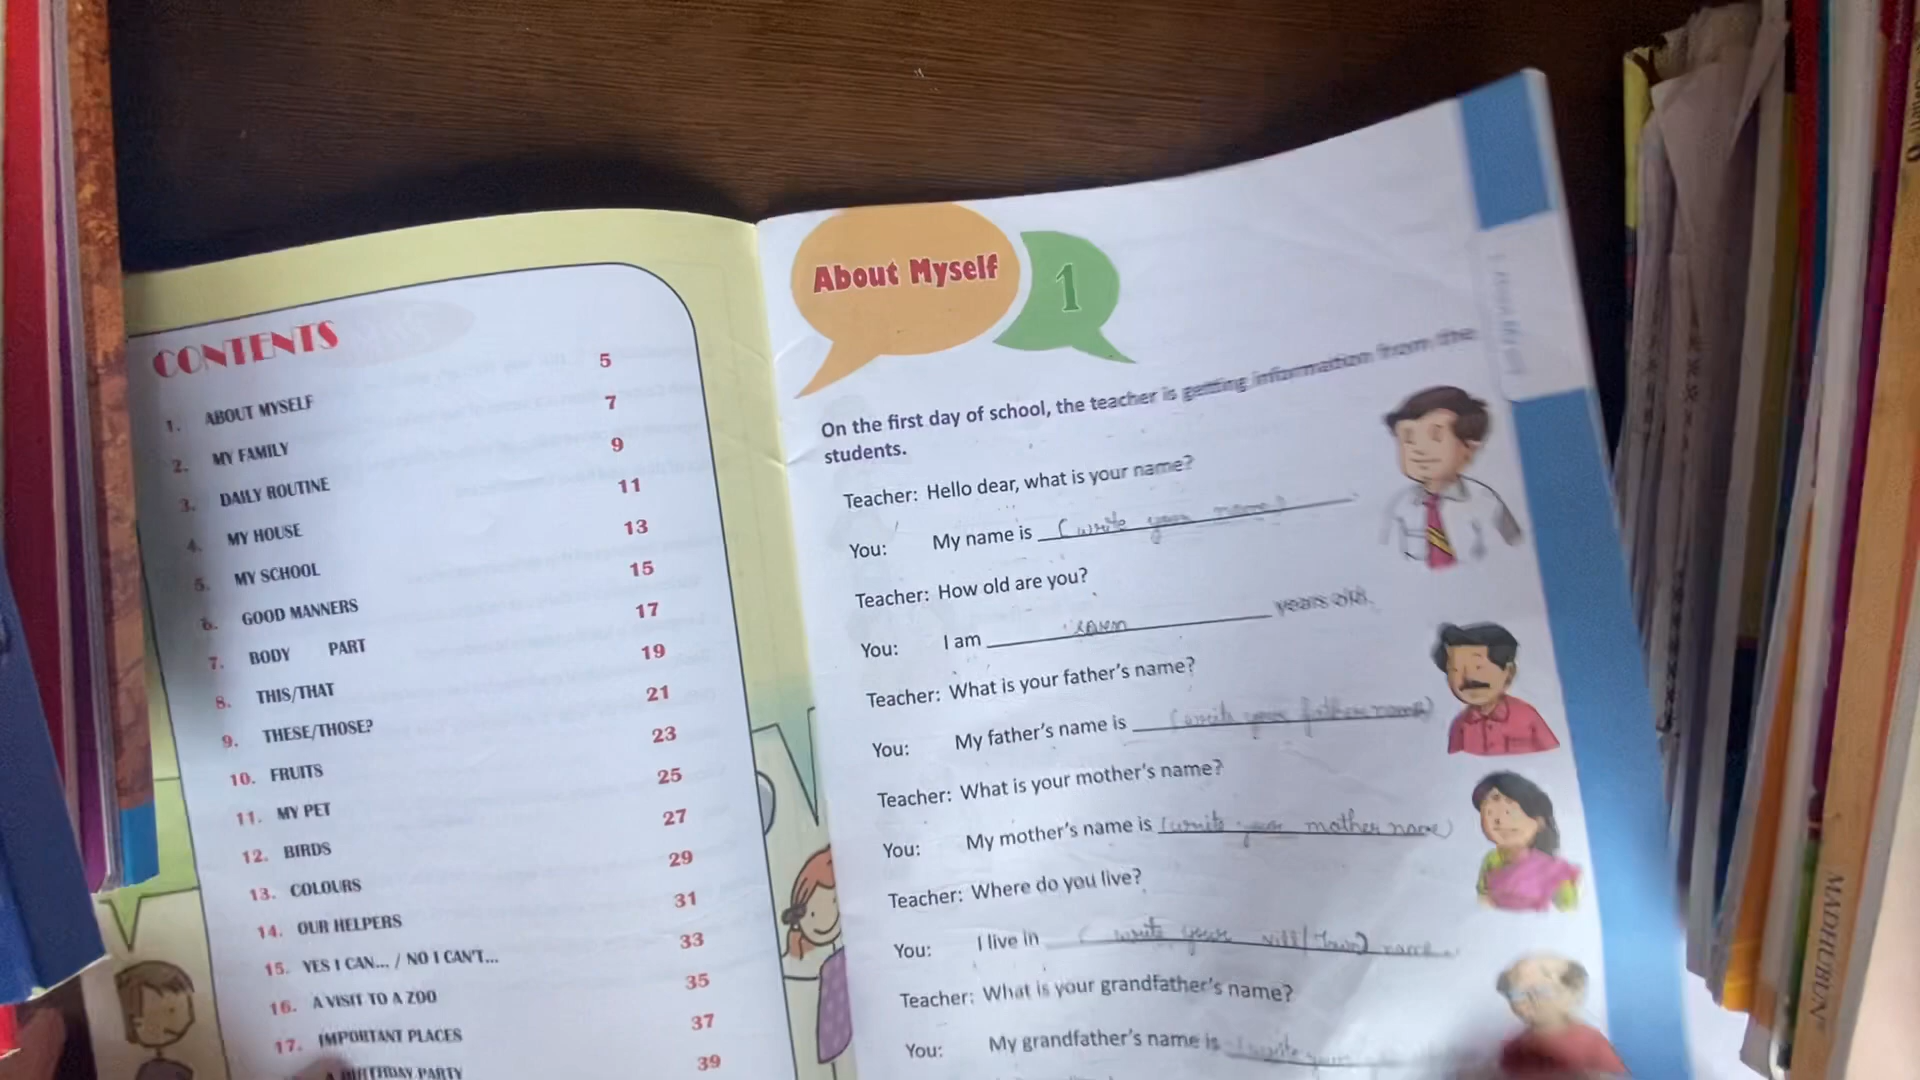 CONTENTS
1. ABOUT MYSELF 5
2. MY FAMILY 7
3. DAILY ROUTINE 9
4. MY HOUSE 11
5. MY SCHOOL 13
6. GOOD MANNERS 15
7. BODY PART 17
8. THIS/THAT 19
9. THESE/THOSE? 21
10. FRUITS 23
11. MY PET 25
12. BIRDS 27
13. COLOURS 29
14. OUR HELPERS 31
15. YES I CAN... / NO I CAN'T... 33
16. A VISIT TO A ZOO 35
17. IMPORTANT PLACES 37
A BIRTHDAY PARTY 39
About Myself 1
On the first day of school, the teacher is getting information from the
students.
Teacher: Hello dear, what is your name?
You: My name is (write your name)
Teacher: How old are you?
You: I am seven years old.
Teacher: What is your father's name?
You: My father's name is (write your father name)
Teacher: What is your mother's name?
You: My mother's name is (write your mother name)
Teacher: Where do you live?
You: I live in (write your vill/Town) name
Teacher: What is your grandfather's name?
You: My grandfather's name is (write your
MADHUBUN